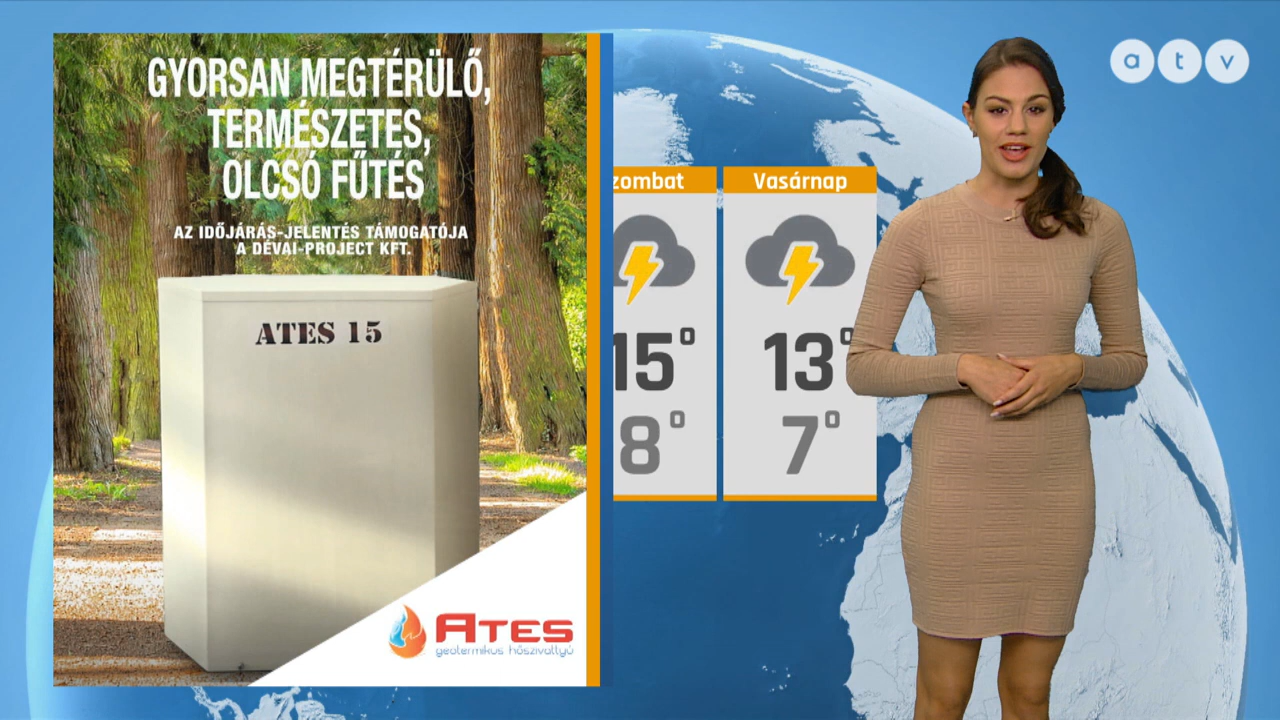 GYORSAN MEGTÉRÜLŐ,
TERMÉSZETES,
OLCSÓ FŰTÉS
AZ IDŐJÁRÁS-JELENTÉS TÁMOGATÓJA
A DÉVAI-PROJECT KFT.
ATES 15
ATES
geotermikus hőszivattyú
zombat
Vasárnap
15°
13°
8°
7°
atv